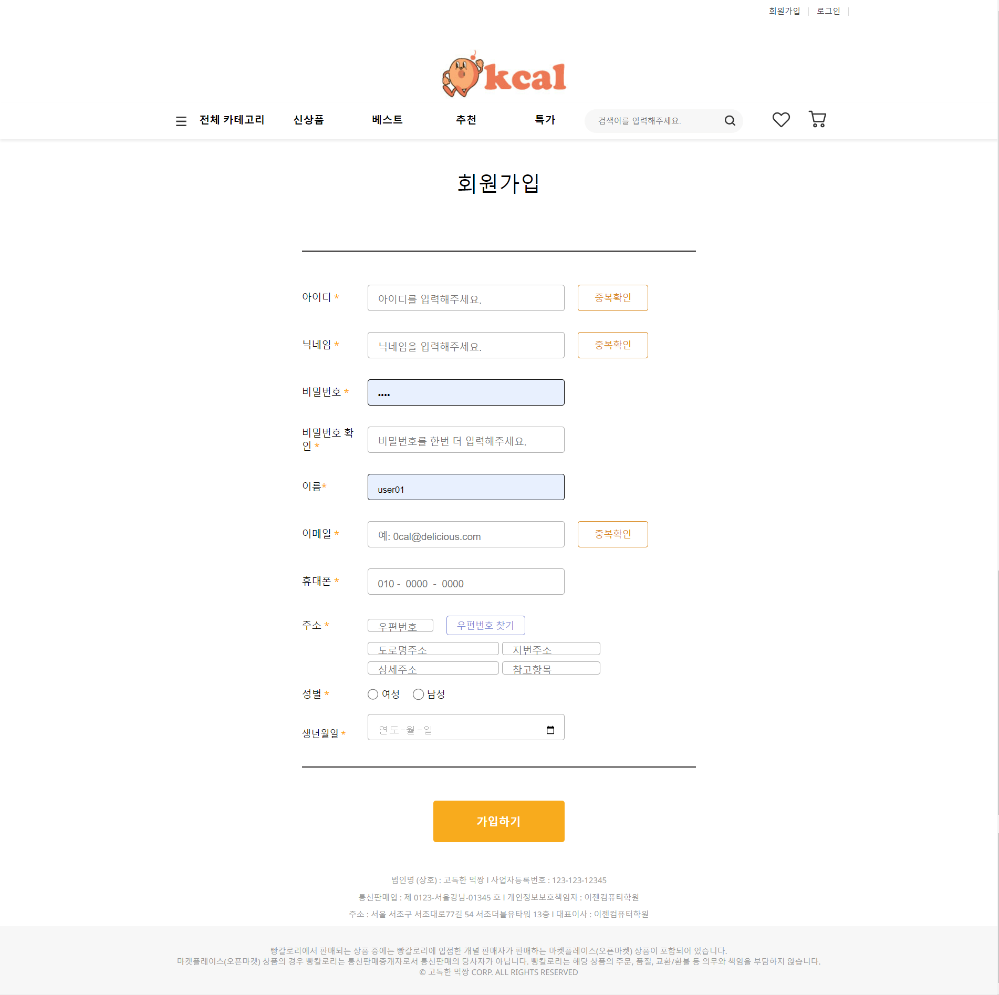 회원가입 로그인
kcal
전체 카테고리 신상품 베스트 추천 특가 검색어를 입력해주세요.
회원가입
아이디 * 아이디를 입력해주세요. 중복확인
닉네임 * 닉네임을 입력해주세요. 중복확인
비밀번호 * ••••
비밀번호 확
인 * 비밀번호를 한번 더 입력해주세요.
이름* user01
이메일 * 예: 0cal@delicious.com 중복확인
휴대폰 * 010 - 0000 - 0000
주소 * 우편번호 우편번호 찾기
도로명주소 지번주소
상세주소 참고항목
성별 * 여성 남성
생년월일 * 연도-월-일
가입하기
법인명 (상호) : 고독한 먹짱 I 사업자등록번호 : 123-123-12345
통신판매업 : 제 0123-서울강남-01345 호 I 개인정보보호책임자 : 이젠컴퓨터학원
주소 : 서울 서초구 서초대로77길 54 서초더블유타워 13층 I 대표이사 : 이젠컴퓨터학원
빵칼로리에서 판매되는 상품 중에는 빵칼로리에 입점한 개별 판매자가 판매하는 마켓플레이스(오픈마켓) 상품이 포함되어 있습니다.
마켓플레이스(오픈마켓) 상품의 경우 빵칼로리는 통신판매중개자로서 통신판매의 당사자가 아닙니다. 빵칼로리는 해당 상품의 주문, 품질, 교환/환불 등 의무와 책임을 부담하지 않습니다.
© 고독한 먹짱 CORP. ALL RIGHTS RESERVED